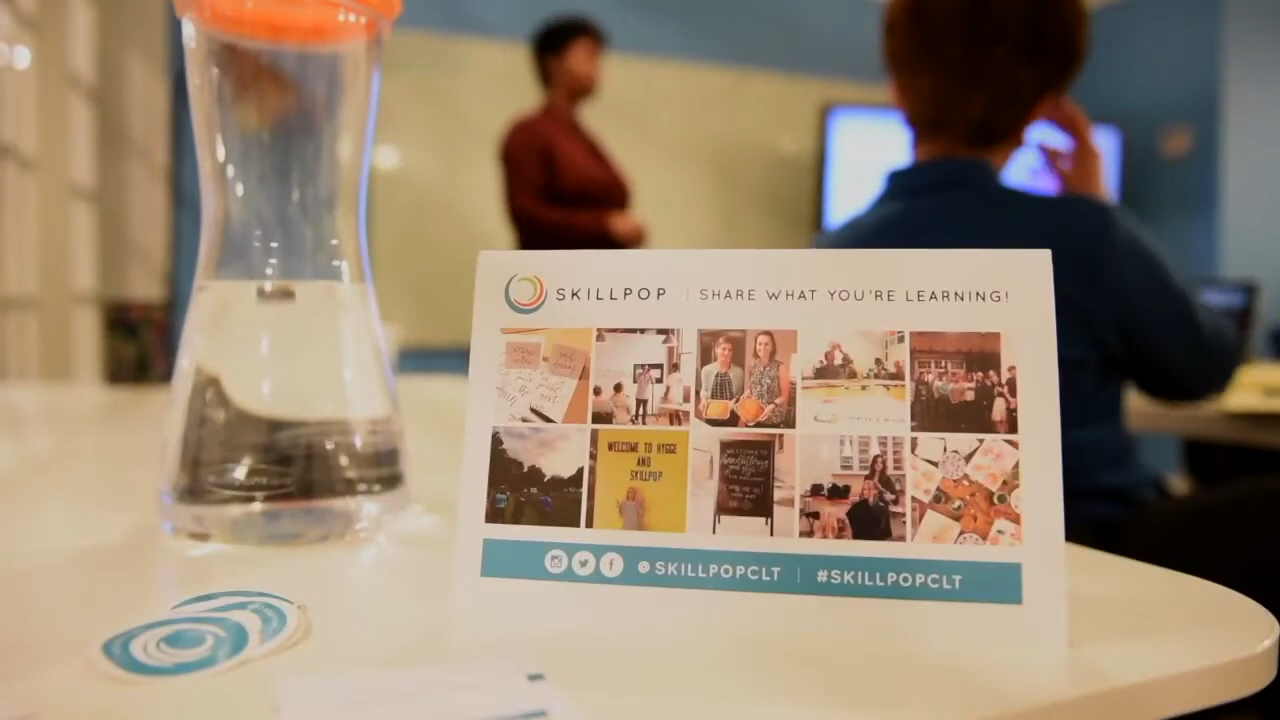 SKILLPOP | SHARE WHAT YOU'RE LEARNING!
WELCOME TO HYGGE
AND
SKILLPOP
@SKILLPOPCLT | #SKILLPOPCLT